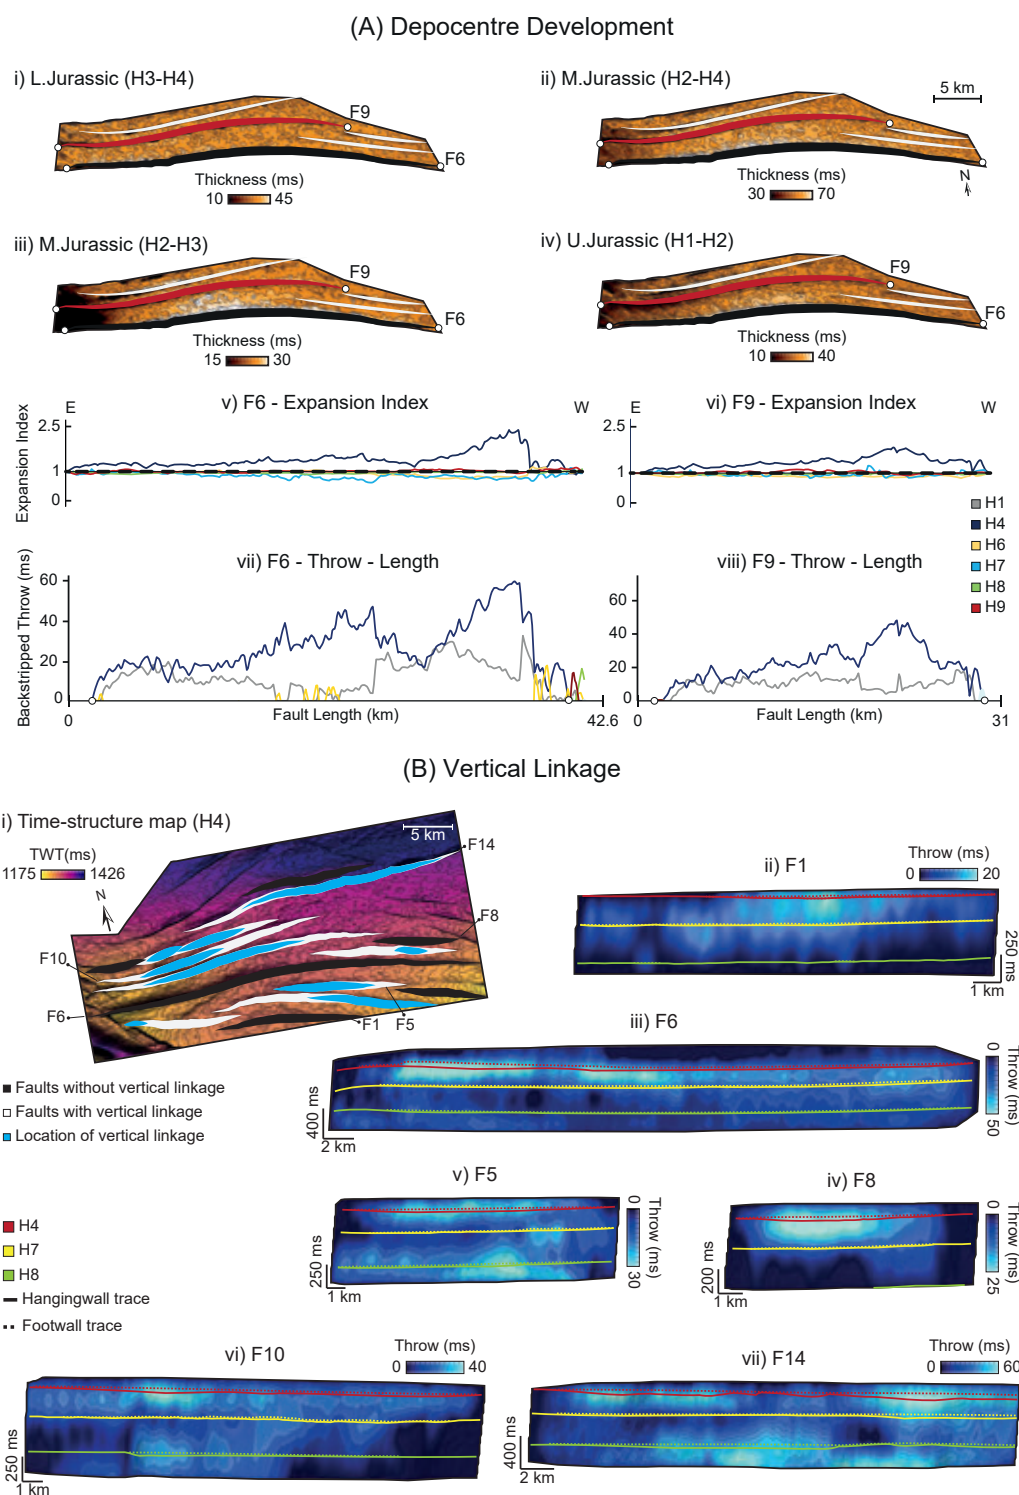 (A) Depocentre Development
i) L.Jurassic (H3-H4)
F9
F6
Thickness (ms)
10 45
ii) M.Jurassic (H2-H4)
5 km
N
Thickness (ms)
30 70
iii) M.Jurassic (H2-H3)
F9
F6
Thickness (ms)
15 30
iv) U.Jurassic (H1-H2)
F9
F6
Thickness (ms)
10 40
v) F6 - Expansion Index
E W
Expansion Index
2.5
1
0
vi) F9 - Expansion Index
E W
2.5
1
0
H1
H4
H6
H7
H8
H9
vii) F6 - Throw - Length
Backstripped Throw (ms)
60
40
20
0
0 Fault Length (km) 42.6
viii) F9 - Throw - Length
60
40
20
0
0 Fault Length (km) 31
(B) Vertical Linkage
i) Time-structure map (H4)
TWT(ms)
1175 1426
N
5 km
F14
F8
F10
F6
F1
F5
Faults without vertical linkage
Faults with vertical linkage
Location of vertical linkage
ii) F1
Throw (ms)
0 20
250 ms
1 km
iii) F6
0 50
Throw (ms)
400 ms
2 km
v) F5
0 30
Throw (ms)
250 ms
1 km
iv) F8
0 25
Throw (ms)
200 ms
1 km
H4
H7
H8
Hangingwall trace
Footwall trace
vi) F10
Throw (ms)
0 40
250 ms
1 km
vii) F14
Throw (ms)
0 60
400 ms
2 km